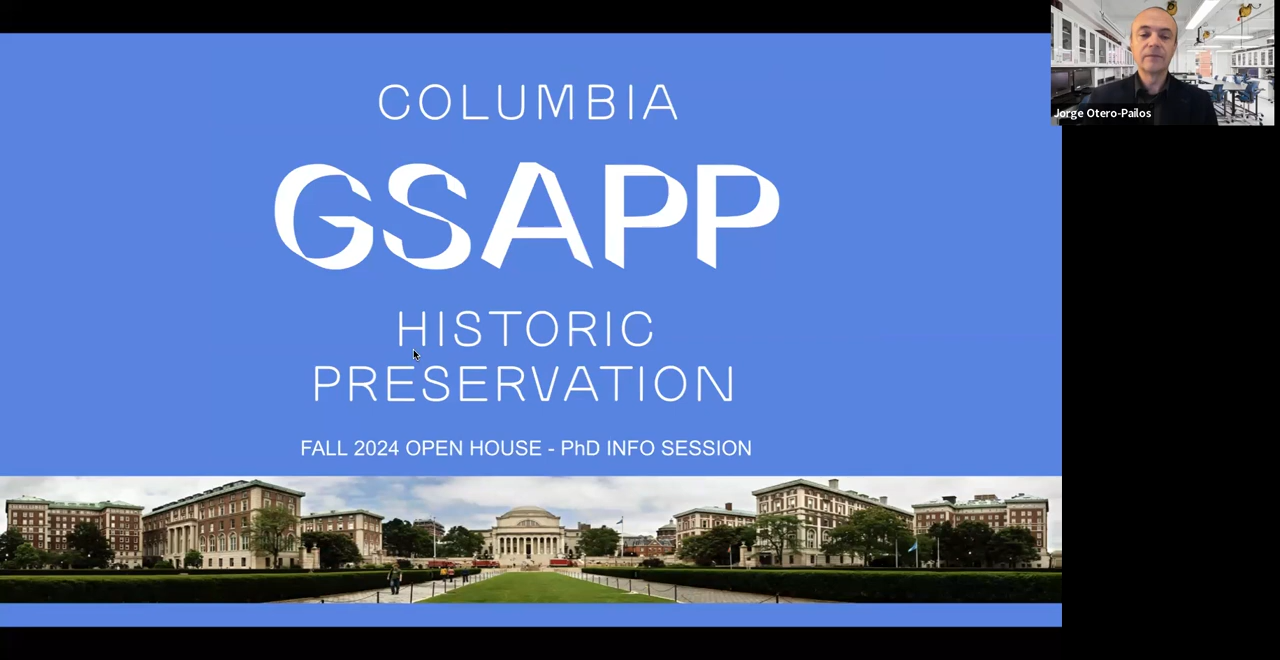 COLUMBIA
GSAPP
HISTORIC
PRESERVATION
FALL 2024 OPEN HOUSE - PhD INFO SESSION
Jorge Otero-Pailos